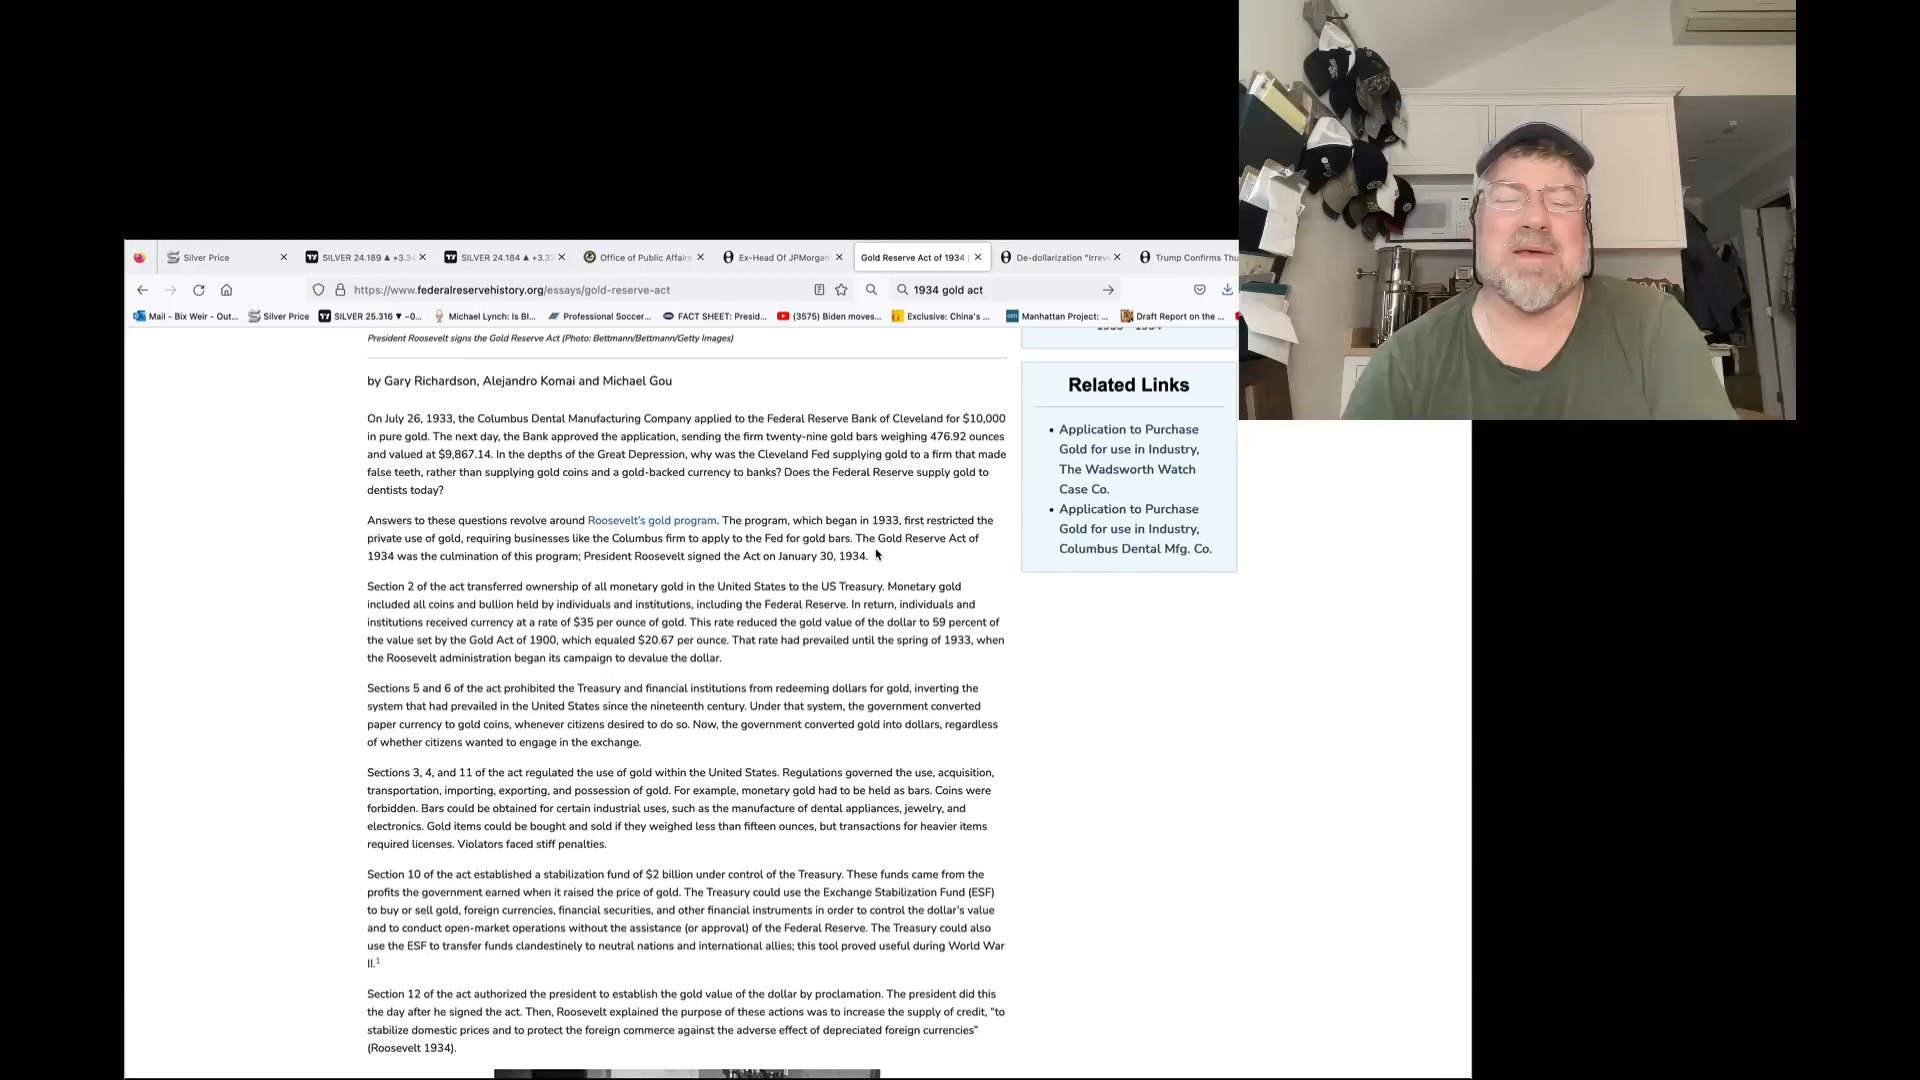 Silver Price
SILVER 24.189 ▲ +3.3
SILVER 24.184 ▲ +3.3
Office of Public Affairs
Ex-Head Of JPMorgan
Gold Reserve Act of 1934 |
De-dollarization "Irreve
Trump Confirms Thu
https://www.federalreservehistory.org/essays/gold-reserve-act
1934 gold act
Mail - Bix Weir - Out...
Silver Price
SILVER 25.316 ▼ −0...
Michael Lynch: Is Bl...
Professional Soccer...
FACT SHEET: Presid...
(3575) Biden moves...
Exclusive: China's ...
Manhattan Project: ...
Draft Report on the ...
President Roosevelt signs the Gold Reserve Act (Photo: Bettmann/Bettmann/Getty Images)
by Gary Richardson, Alejandro Komai and Michael Gou
On July 26, 1933, the Columbus Dental Manufacturing Company applied to the Federal Reserve Bank of Cleveland for $10,000
in pure gold. The next day, the Bank approved the application, sending the firm twenty-nine gold bars weighing 476.92 ounces
and valued at $9,867.14. In the depths of the Great Depression, why was the Cleveland Fed supplying gold to a firm that made
false teeth, rather than supplying gold coins and a gold-backed currency to banks? Does the Federal Reserve supply gold to
dentists today?
Answers to these questions revolve around Roosevelt's gold program. The program, which began in 1933, first restricted the
private use of gold, requiring businesses like the Columbus firm to apply to the Fed for gold bars. The Gold Reserve Act of
1934 was the culmination of this program; President Roosevelt signed the Act on January 30, 1934.
Section 2 of the act transferred ownership of all monetary gold in the United States to the US Treasury. Monetary gold
included all coins and bullion held by individuals and institutions, including the Federal Reserve. In return, individuals and
institutions received currency at a rate of $35 per ounce of gold. This rate reduced the gold value of the dollar to 59 percent of
the value set by the Gold Act of 1900, which equaled $20.67 per ounce. That rate had prevailed until the spring of 1933, when
the Roosevelt administration began its campaign to devalue the dollar.
Sections 5 and 6 of the act prohibited the Treasury and financial institutions from redeeming dollars for gold, inverting the
system that had prevailed in the United States since the nineteenth century. Under that system, the government converted
paper currency to gold coins, whenever citizens desired to do so. Now, the government converted gold into dollars, regardless
of whether citizens wanted to engage in the exchange.
Sections 3, 4, and 11 of the act regulated the use of gold within the United States. Regulations governed the use, acquisition,
transportation, importing, exporting, and possession of gold. For example, monetary gold had to be held as bars. Coins were
forbidden. Bars could be obtained for certain industrial uses, such as the manufacture of dental appliances, jewelry, and
electronics. Gold items could be bought and sold if they weighed less than fifteen ounces, but transactions for heavier items
required licenses. Violators faced stiff penalties.
Section 10 of the act established a stabilization fund of $2 billion under control of the Treasury. These funds came from the
profits the government earned when it raised the price of gold. The Treasury could use the Exchange Stabilization Fund (ESF)
to buy or sell gold, foreign currencies, financial securities, and other financial instruments in order to control the dollar's value
and to conduct open-market operations without the assistance (or approval) of the Federal Reserve. The Treasury could also
use the ESF to transfer funds clandestinely to neutral nations and international allies; this tool proved useful during World War
II.1
Section 12 of the act authorized the president to establish the gold value of the dollar by proclamation. The president did this
the day after he signed the act. Then, Roosevelt explained the purpose of these actions was to increase the supply of credit, "to
stabilize domestic prices and to protect the foreign commerce against the adverse effect of depreciated foreign currencies"
(Roosevelt 1934).
Related Links
• Application to Purchase
Gold for use in Industry,
The Wadsworth Watch
Case Co.
• Application to Purchase
Gold for use in Industry,
Columbus Dental Mfg. Co.